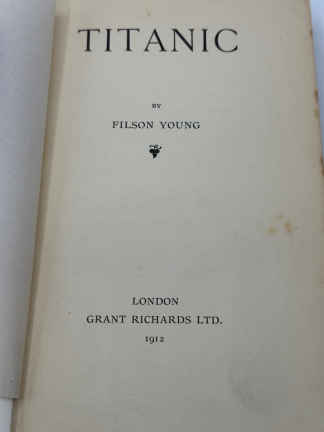 TITANIC
BY
FILSON YOUNG
LONDON
GRANT RICHARDS LTD.
1912